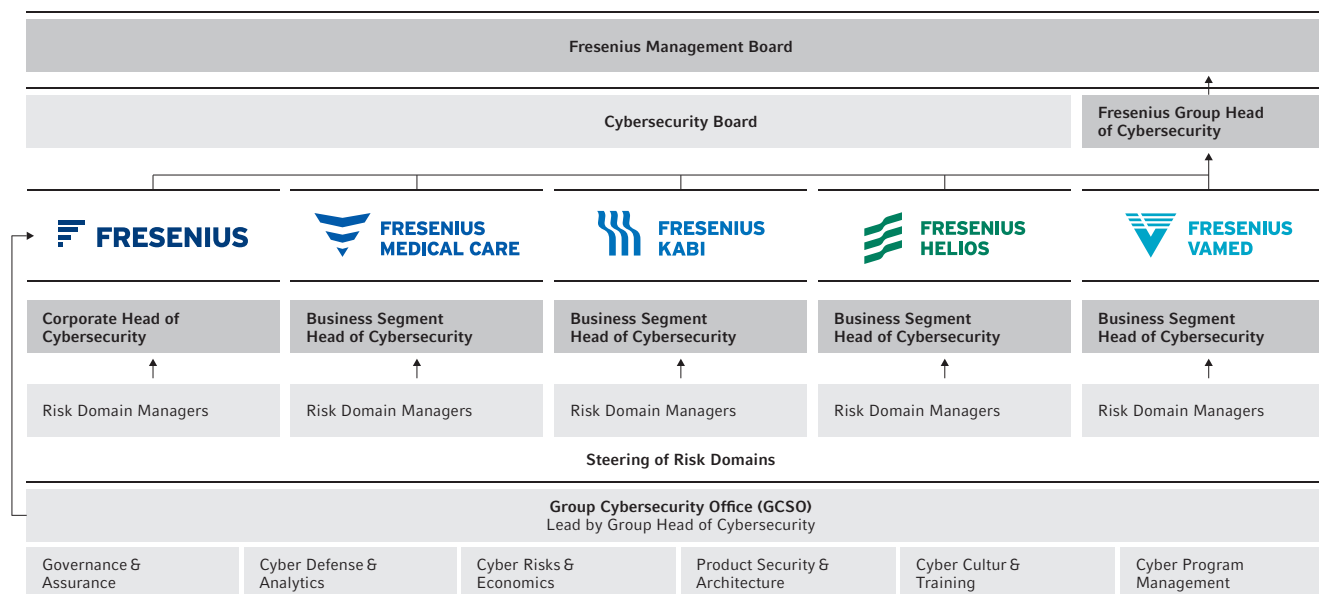 Fresenius Management Board
Cybersecurity Board
Fresenius Group Head
of Cybersecurity
FRESENIUS
FRESENIUS
MEDICAL CARE
FRESENIUS
KABI
FRESENIUS
HELIOS
FRESENIUS
VAMED
Corporate Head of
Cybersecurity
Business Segment
Head of Cybersecurity
Business Segment
Head of Cybersecurity
Business Segment
Head of Cybersecurity
Business Segment
Head of Cybersecurity
Risk Domain Managers
Risk Domain Managers
Risk Domain Managers
Risk Domain Managers
Risk Domain Managers
Steering of Risk Domains
Group Cybersecurity Office (GCSO)
Lead by Group Head of Cybersecurity
Governance &
Assurance
Cyber Defense &
Analytics
Cyber Risks &
Economics
Product Security &
Architecture
Cyber Cultur &
Training
Cyber Program
Management